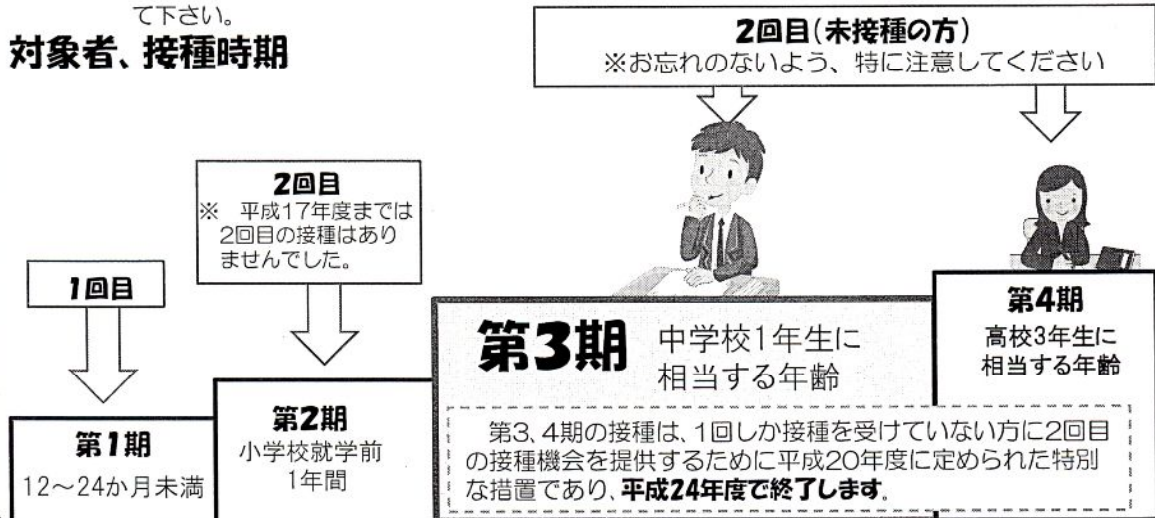 て下さい。
対象者、接種時期
2回目(未接種の方)
※お忘れのないよう、特に注意してください
2回目
※ 平成17年度までは
2回目の接種はあり
ませんでした。
1回目
第1期
12～24か月未満
第2期
小学校就学前
1年間
第3期
中学校1年生に
相当する年齢
第4期
高校3年生に
相当する年齢
第3、4期の接種は、1回しか接種を受けていない方に2回目
の接種機会を提供するために平成20年度に定められた特別
な措置であり、平成24年度で終了します。